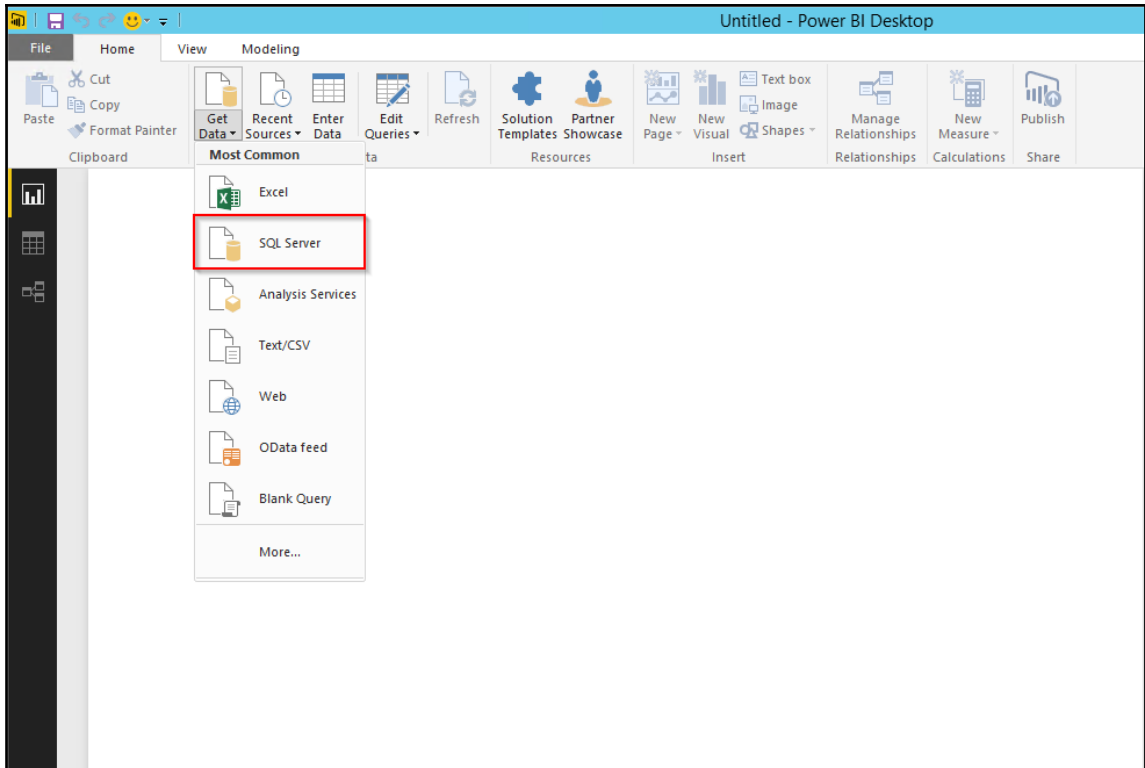 Untitled - Power BI Desktop
File Home View Modeling
Cut
Copy
Format Painter
Paste
Get Data
Recent Sources
Enter Data
Edit Queries
Refresh
Solution Templates
Partner Showcase
New Page
New Visual
Text box
Image
Shapes
Manage Relationships
New Measure
Publish
Clipboard
ta
Resources
Insert
Relationships
Calculations
Share
Most Common
Excel
SQL Server
Analysis Services
Text/CSV
Web
OData feed
Blank Query
More...